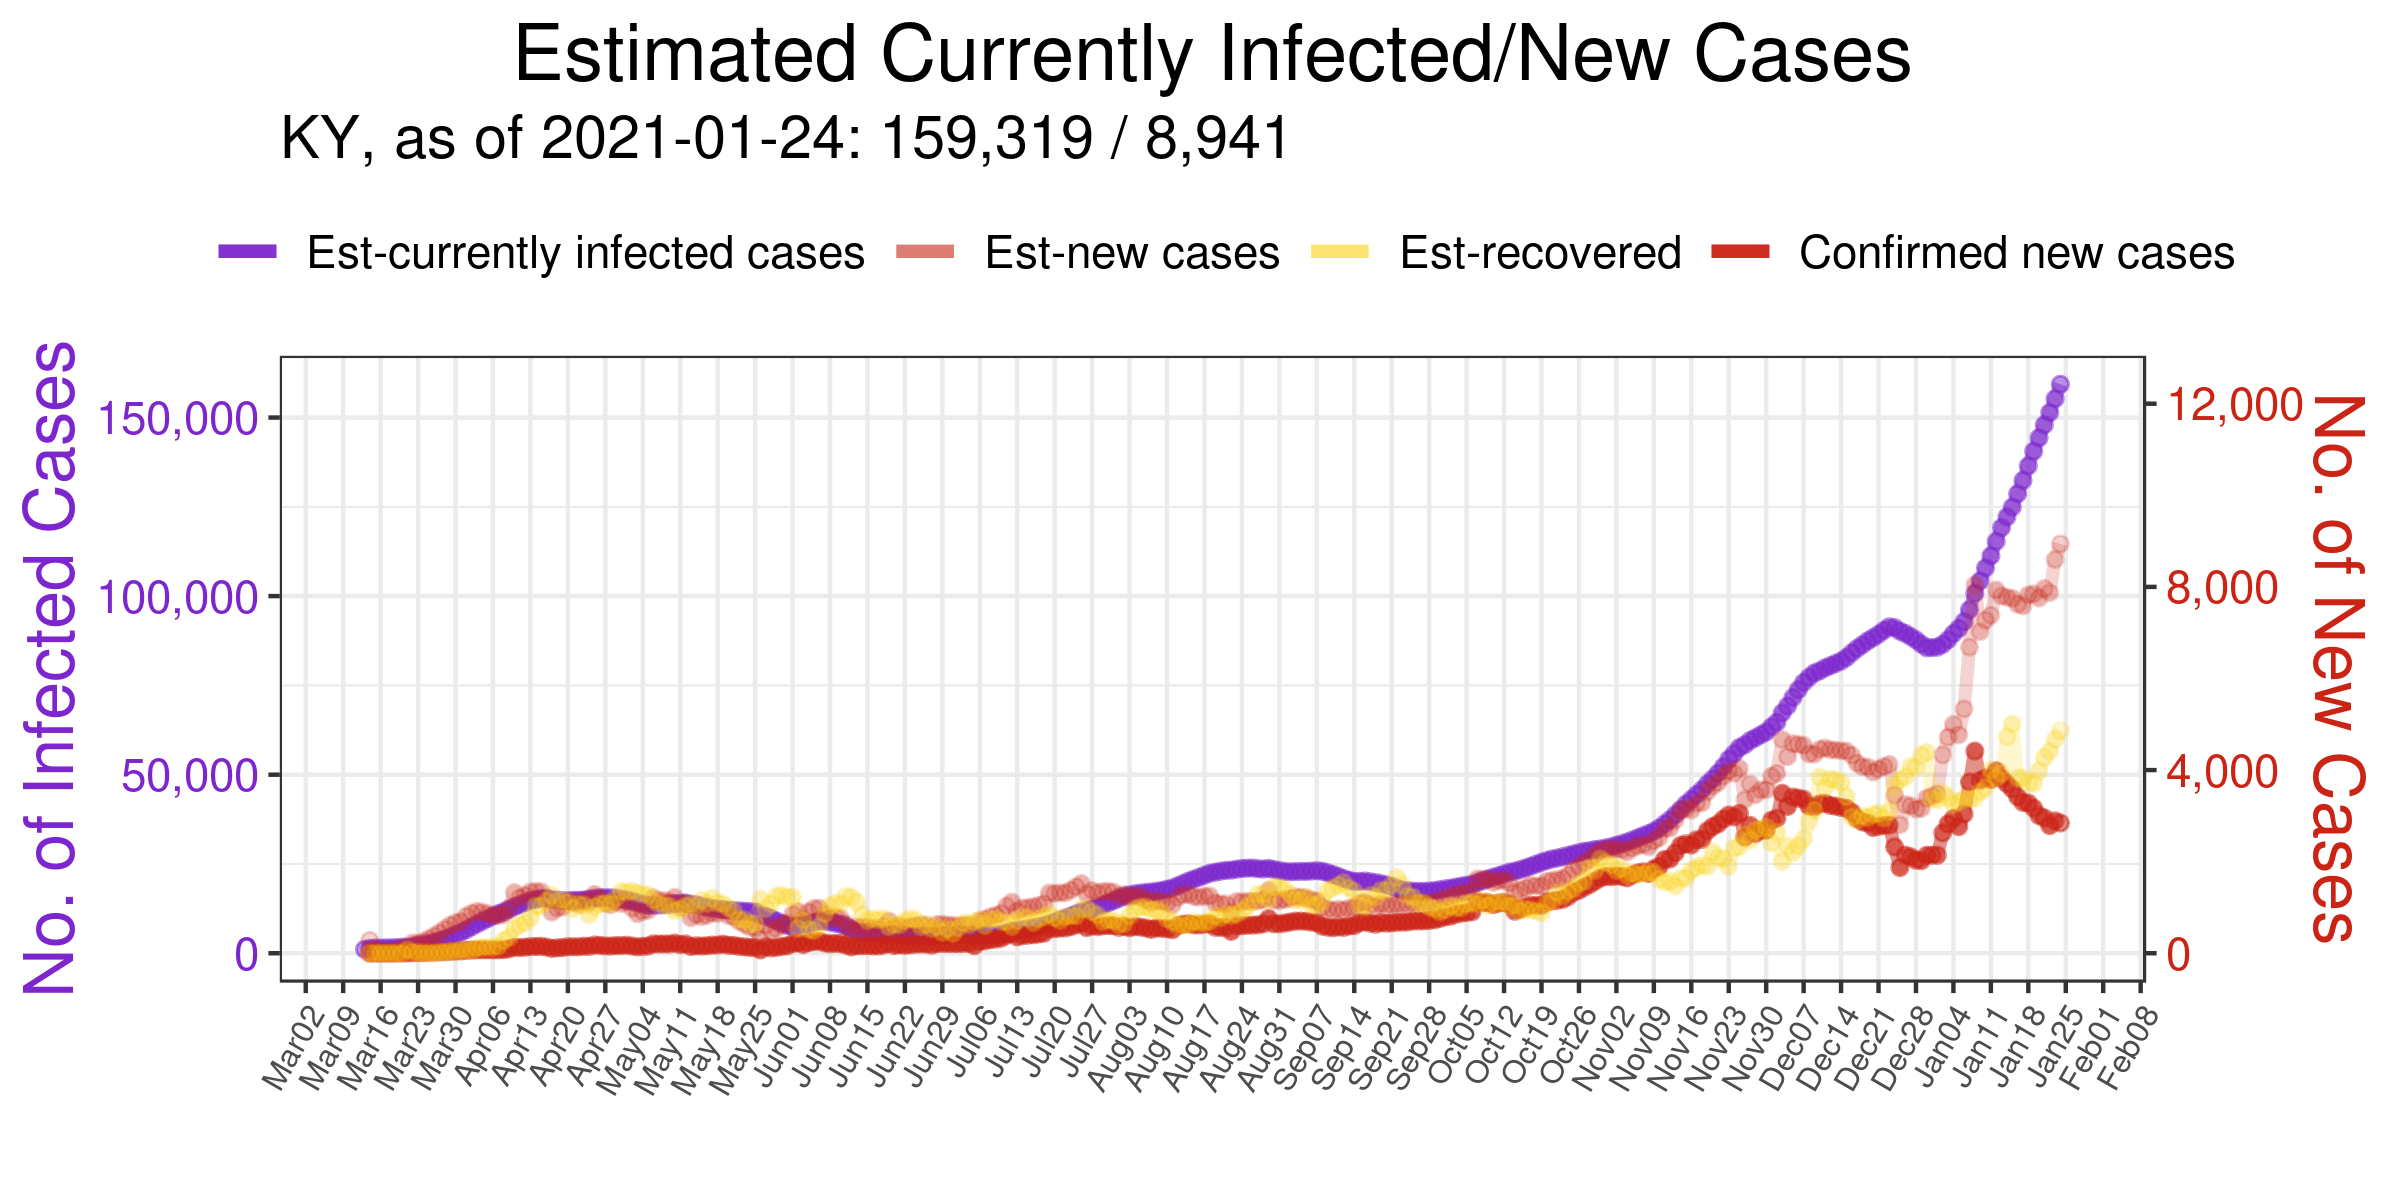 Estimated Currently Infected/New Cases
KY, as of 2021-01-24: 159,319 / 8,941
Est-currently infected cases
Est-new cases
Est-recovered
Confirmed new cases
No. of Infected Cases
150,000
100,000
50,000
0
12,000
8,000
4,000
0
No. of New Cases
Mar02
Mar09
Mar16
Mar23
Mar30
Apr06
Apr13
Apr20
Apr27
May04
May11
May18
May25
Jun01
Jun08
Jun15
Jun22
Jun29
Jul06
Jul13
Jul20
Jul27
Aug03
Aug10
Aug17
Aug24
Aug31
Sep07
Sep14
Sep21
Sep28
Oct05
Oct12
Oct19
Oct26
Nov02
Nov09
Nov16
Nov23
Nov30
Dec07
Dec14
Dec21
Dec28
Jan04
Jan11
Jan18
Jan25
Feb01
Feb08